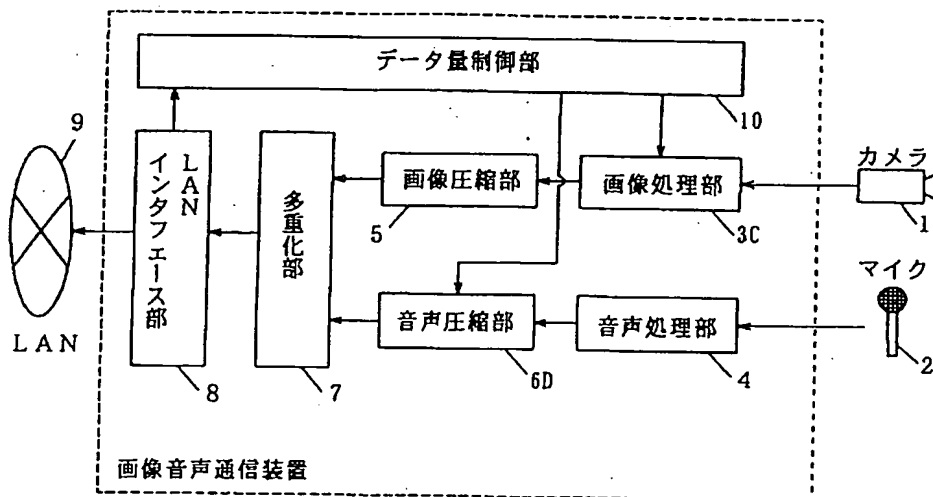 データ量制御部
10
9
LAN
LAN
インタフェース部
8
多重化部
7
画像圧縮部
5
画像処理部
3C
カメラ
1
音声圧縮部
6D
音声処理部
4
マイク
2
画像音声通信装置